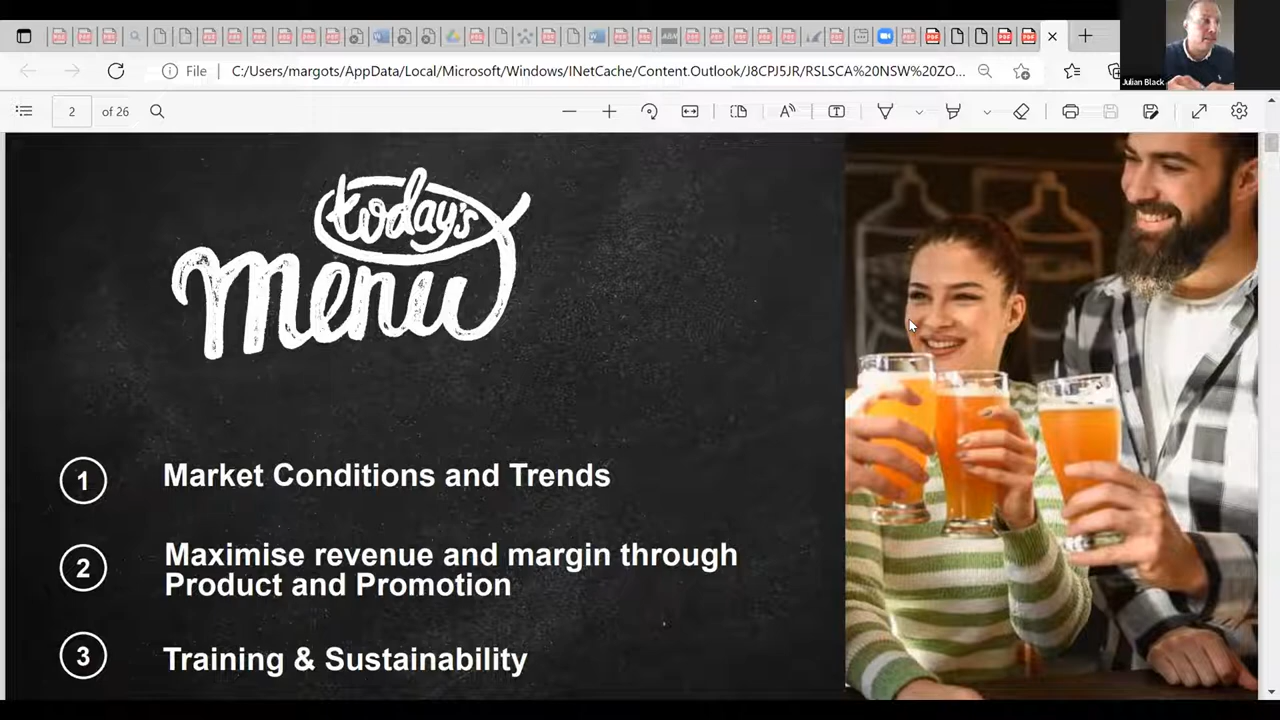 File
C:/Users/margots/AppData/Local/Microsoft/Windows/INetCache/Content.Outlook/J8CPJ5JR/RSLSCA%20NSW%20ZO...
Julian Black
2 of 26
today's
menu
1 Market Conditions and Trends
2 Maximise revenue and margin through
Product and Promotion
3 Training & Sustainability